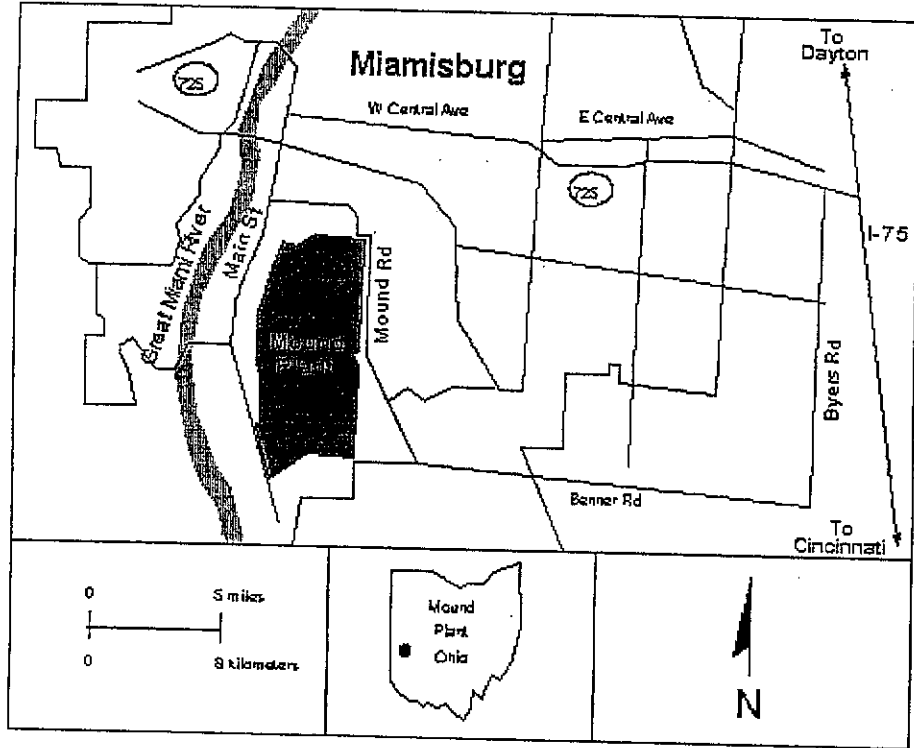 To
Dayton
Miamisburg
725
W Central Ave
E Central Ave
725
I-75
Great Miami River
Main St
Mound Rd
Mound
Plant
Byers Rd
Benner Rd
To
Cincinnati
0
5 miles
0
8 kilometers
Mound
Plant
Ohio
N